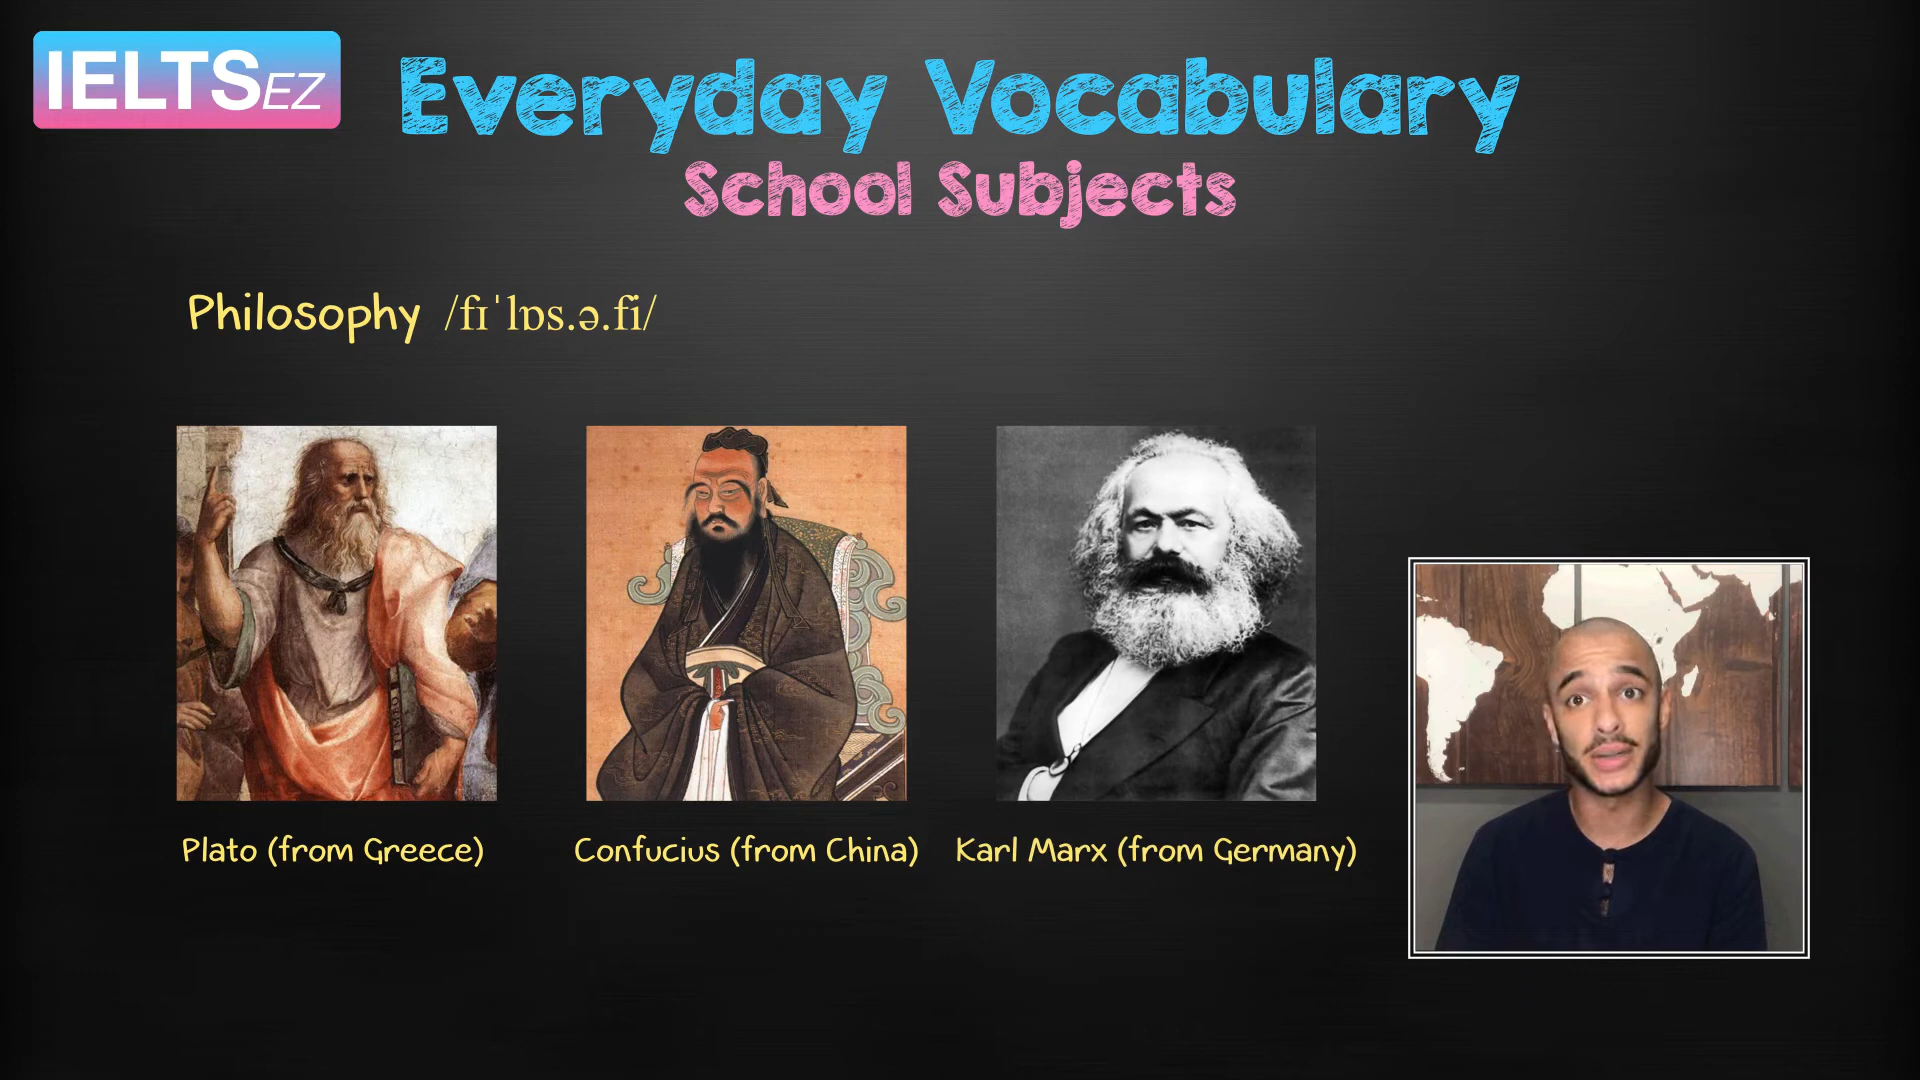 IELTSEZ
Everyday Vocabulary
School Subjects
Philosophy /fɪˈlɒs.ə.fi/
Plato (from Greece)
Confucius (from China)
Karl Marx (from Germany)